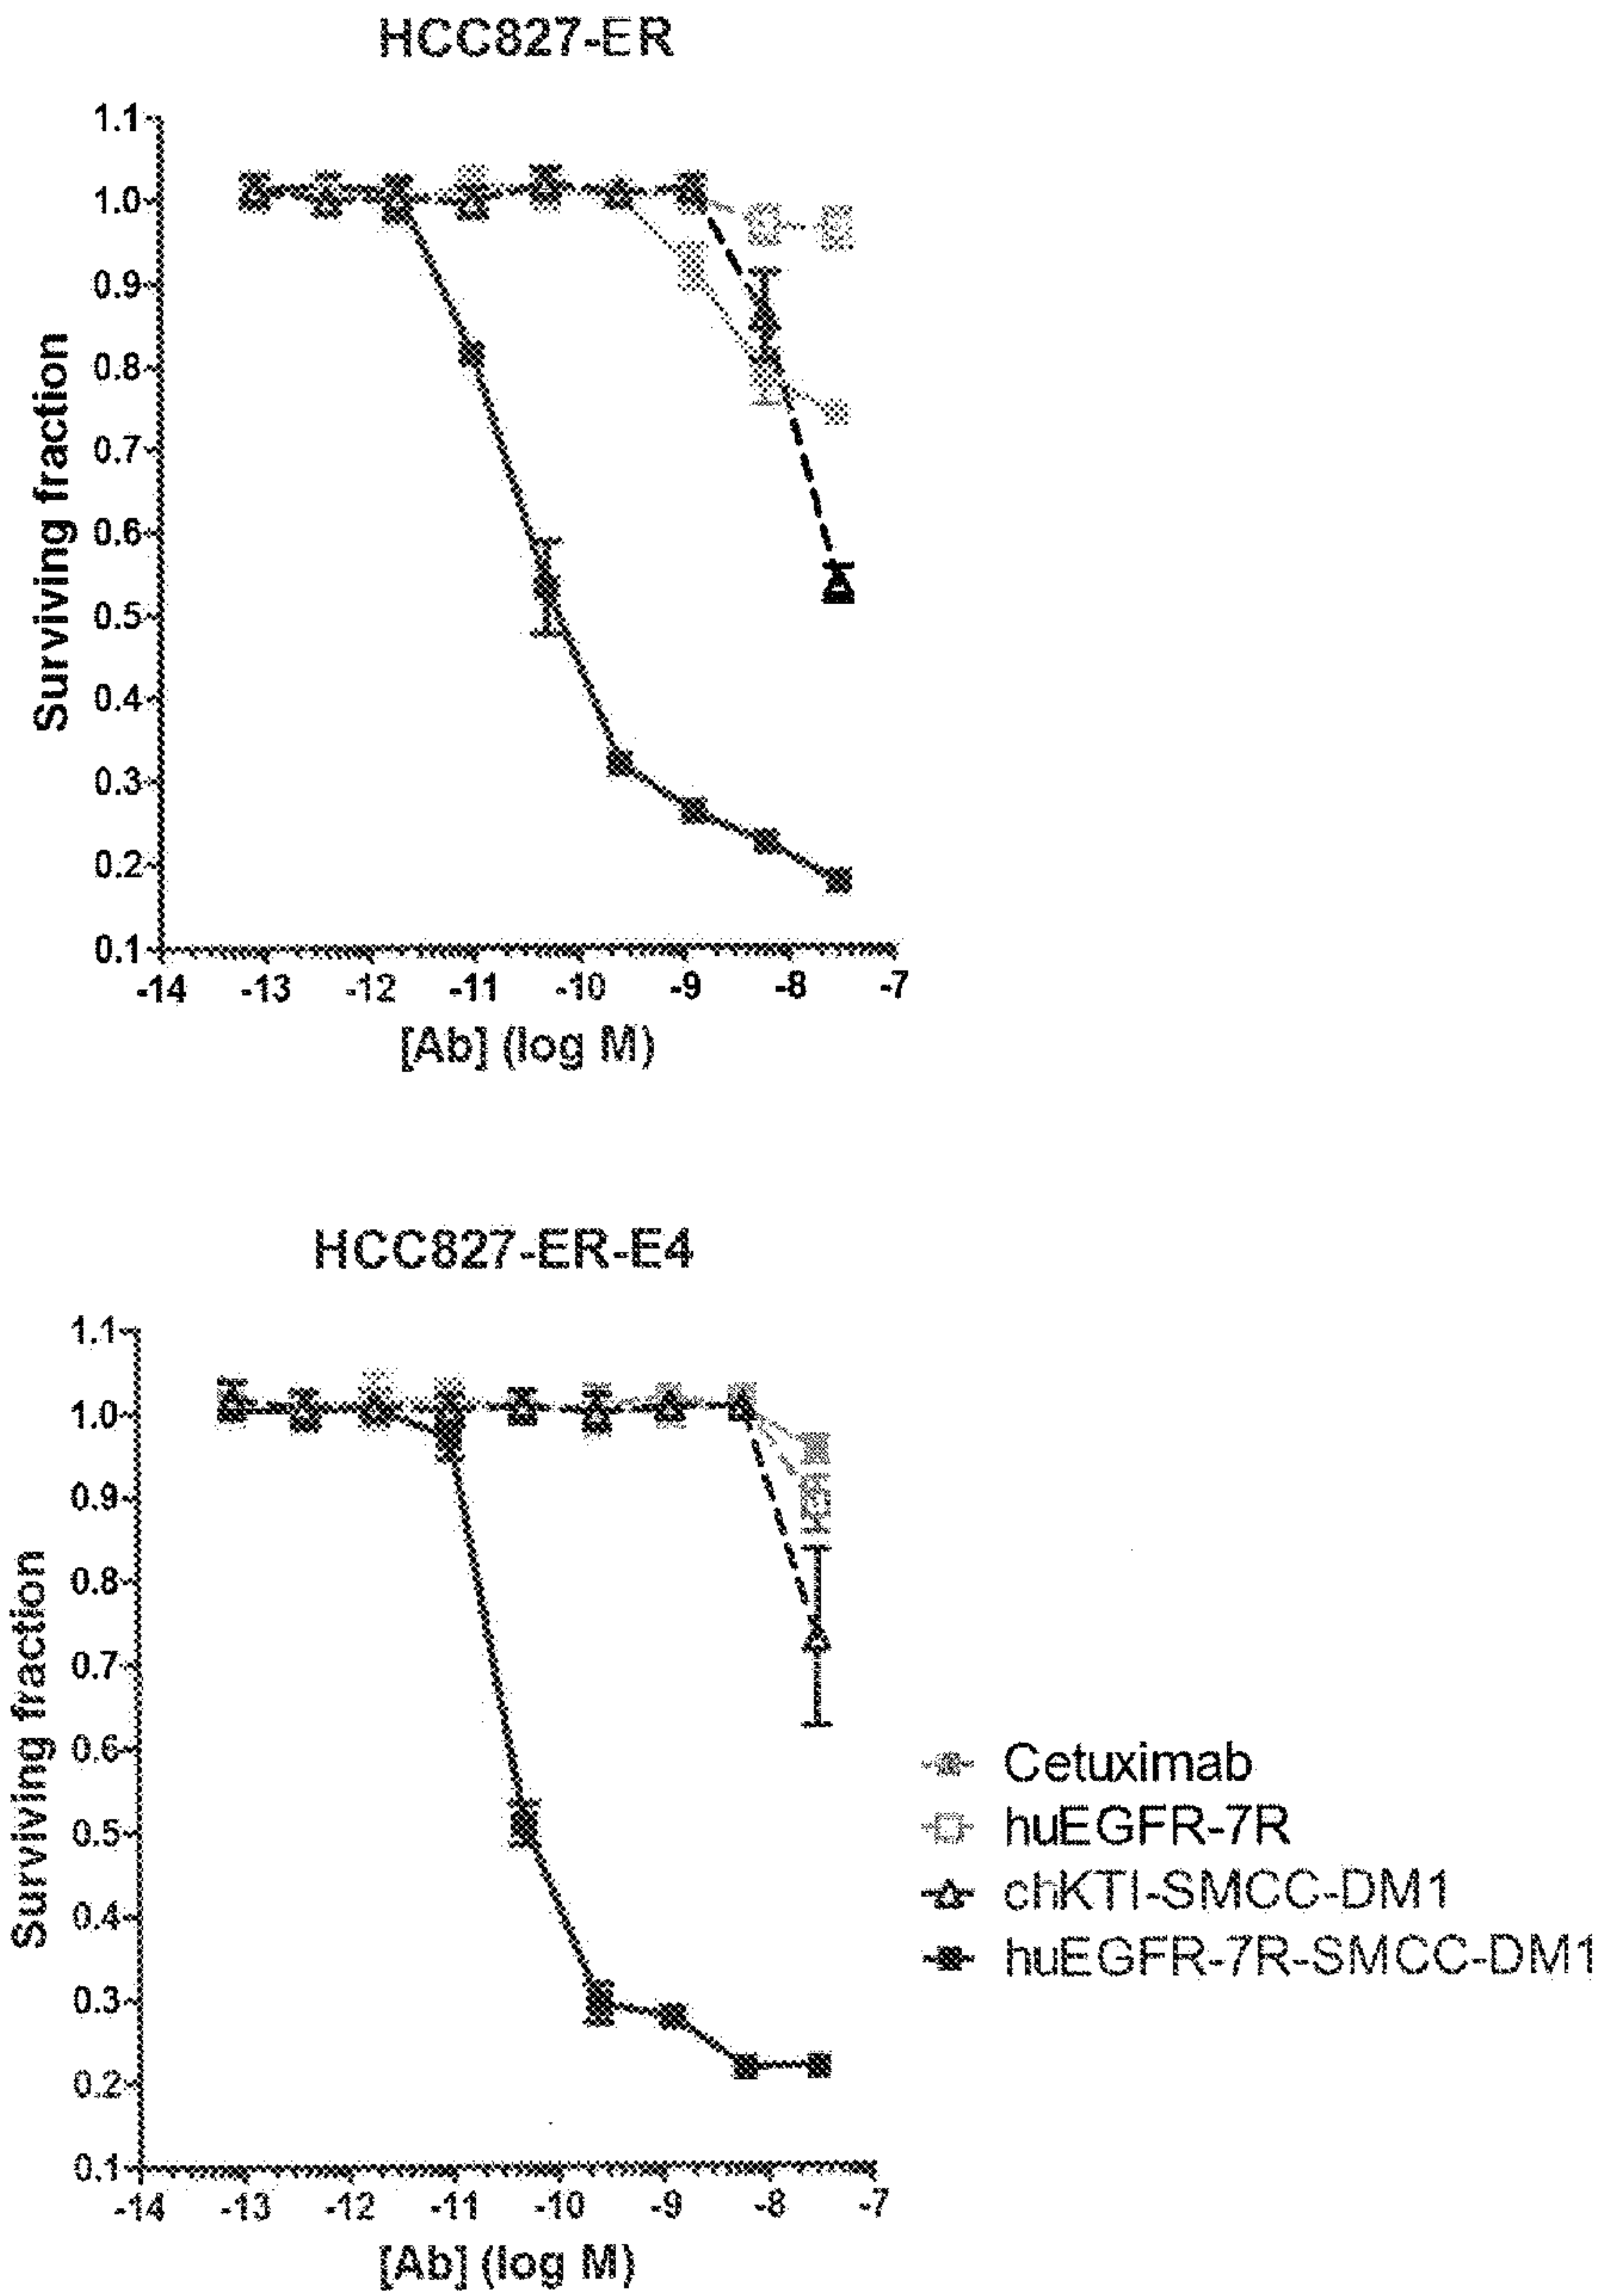 HCC827-ER
1.1
1.0
0.9
0.8
0.7
0.6
0.5
0.4
0.3
0.2
0.1
Surviving fraction
-14 -13 -12 -11 -10 -9 -8 -7
[Ab] (log M)
HCC827-ER-E4
1.1
1.0
0.9
0.8
0.7
0.6
0.5
0.4
0.3
0.2
0.1
Surviving fraction
-14 -13 -12 -11 -10 -9 -8 -7
[Ab] (log M)
Cetuximab
huEGFR-7R
chKTI-SMCC-DM1
huEGFR-7R-SMCC-DM1